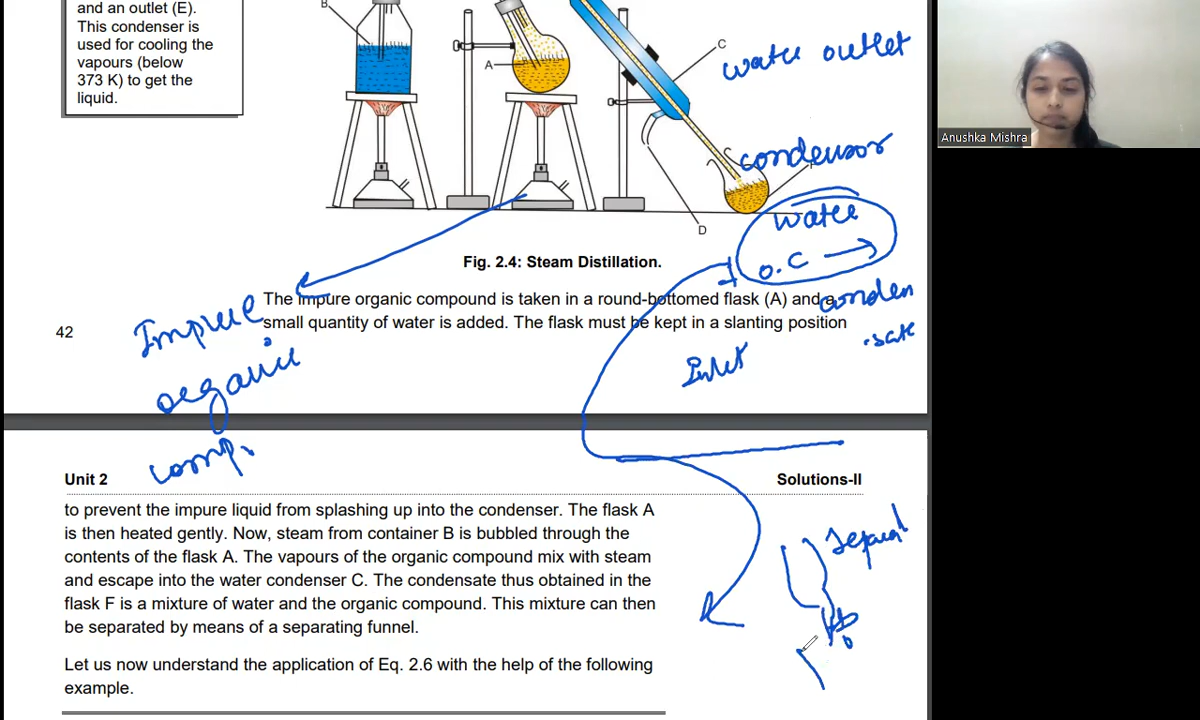 and an outlet (E).
This condenser is
used for cooling the
vapours (below
373 K) to get the
liquid.
B
A
C
D
water outlet
condensor
water
O.C
conden
-sate
Inlet
Impure
organic
comp.
Fig. 2.4: Steam Distillation.
The impure organic compound is taken in a round-bottomed flask (A) and a
small quantity of water is added. The flask must be kept in a slanting position
42
Unit 2
Solutions-II
to prevent the impure liquid from splashing up into the condenser. The flask A
is then heated gently. Now, steam from container B is bubbled through the
contents of the flask A. The vapours of the organic compound mix with steam
and escape into the water condenser C. The condensate thus obtained in the
flask F is a mixture of water and the organic compound. This mixture can then
be separated by means of a separating funnel.
Let us now understand the application of Eq. 2.6 with the help of the following
example.
Anushka Mishra